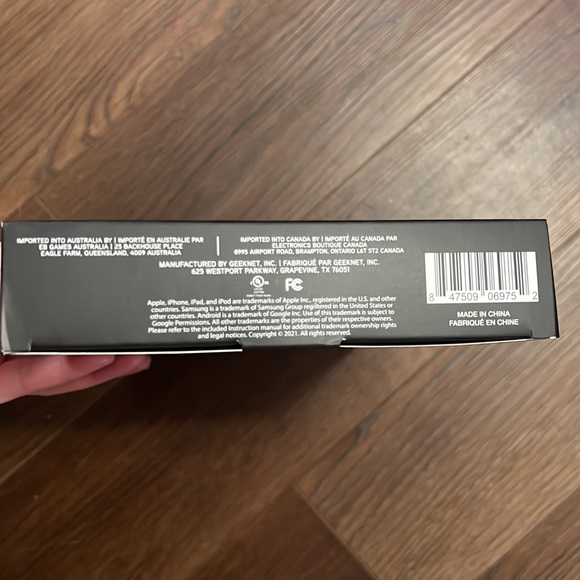 IMPORTED INTO AUSTRALIA BY | IMPORTÉ EN AUSTRALIE PAR
EB GAMES AUSTRALIA | 25 BACKHOUSE PLACE
EAGLE FARM, QUEENSLAND, 4009 AUSTRALIA
IMPORTED INTO CANADA BY | IMPORTÉ AU CANADA PAR
ELECTRONICS BOUTIQUE CANADA
8995 AIRPORT ROAD, BRAMPTON, ONTARIO L6T 5T2 CANADA
MANUFACTURED BY GEEKNET, INC. | FABRIQUÉ PAR GEEKNET, INC.
625 WESTPORT PARKWAY, GRAPEVINE, TX 76051
UL
FC
Apple, iPhone, iPad, and iPod are trademarks of Apple Inc., registered in the U.S. and other
countries. Samsung is a trademark of Samsung Group registered in the United States or
other countries. Android is a trademark of Google Inc. Use of this trademark is subject to
Google Permissions. All other trademarks are the properties of their respective owners.
Please refer to the included instruction manual for additional trademark ownership rights
and legal notices. Copyright © 2021. All rights reserved.
8 47509 06975 2
MADE IN CHINA
FABRIQUÉ EN CHINE